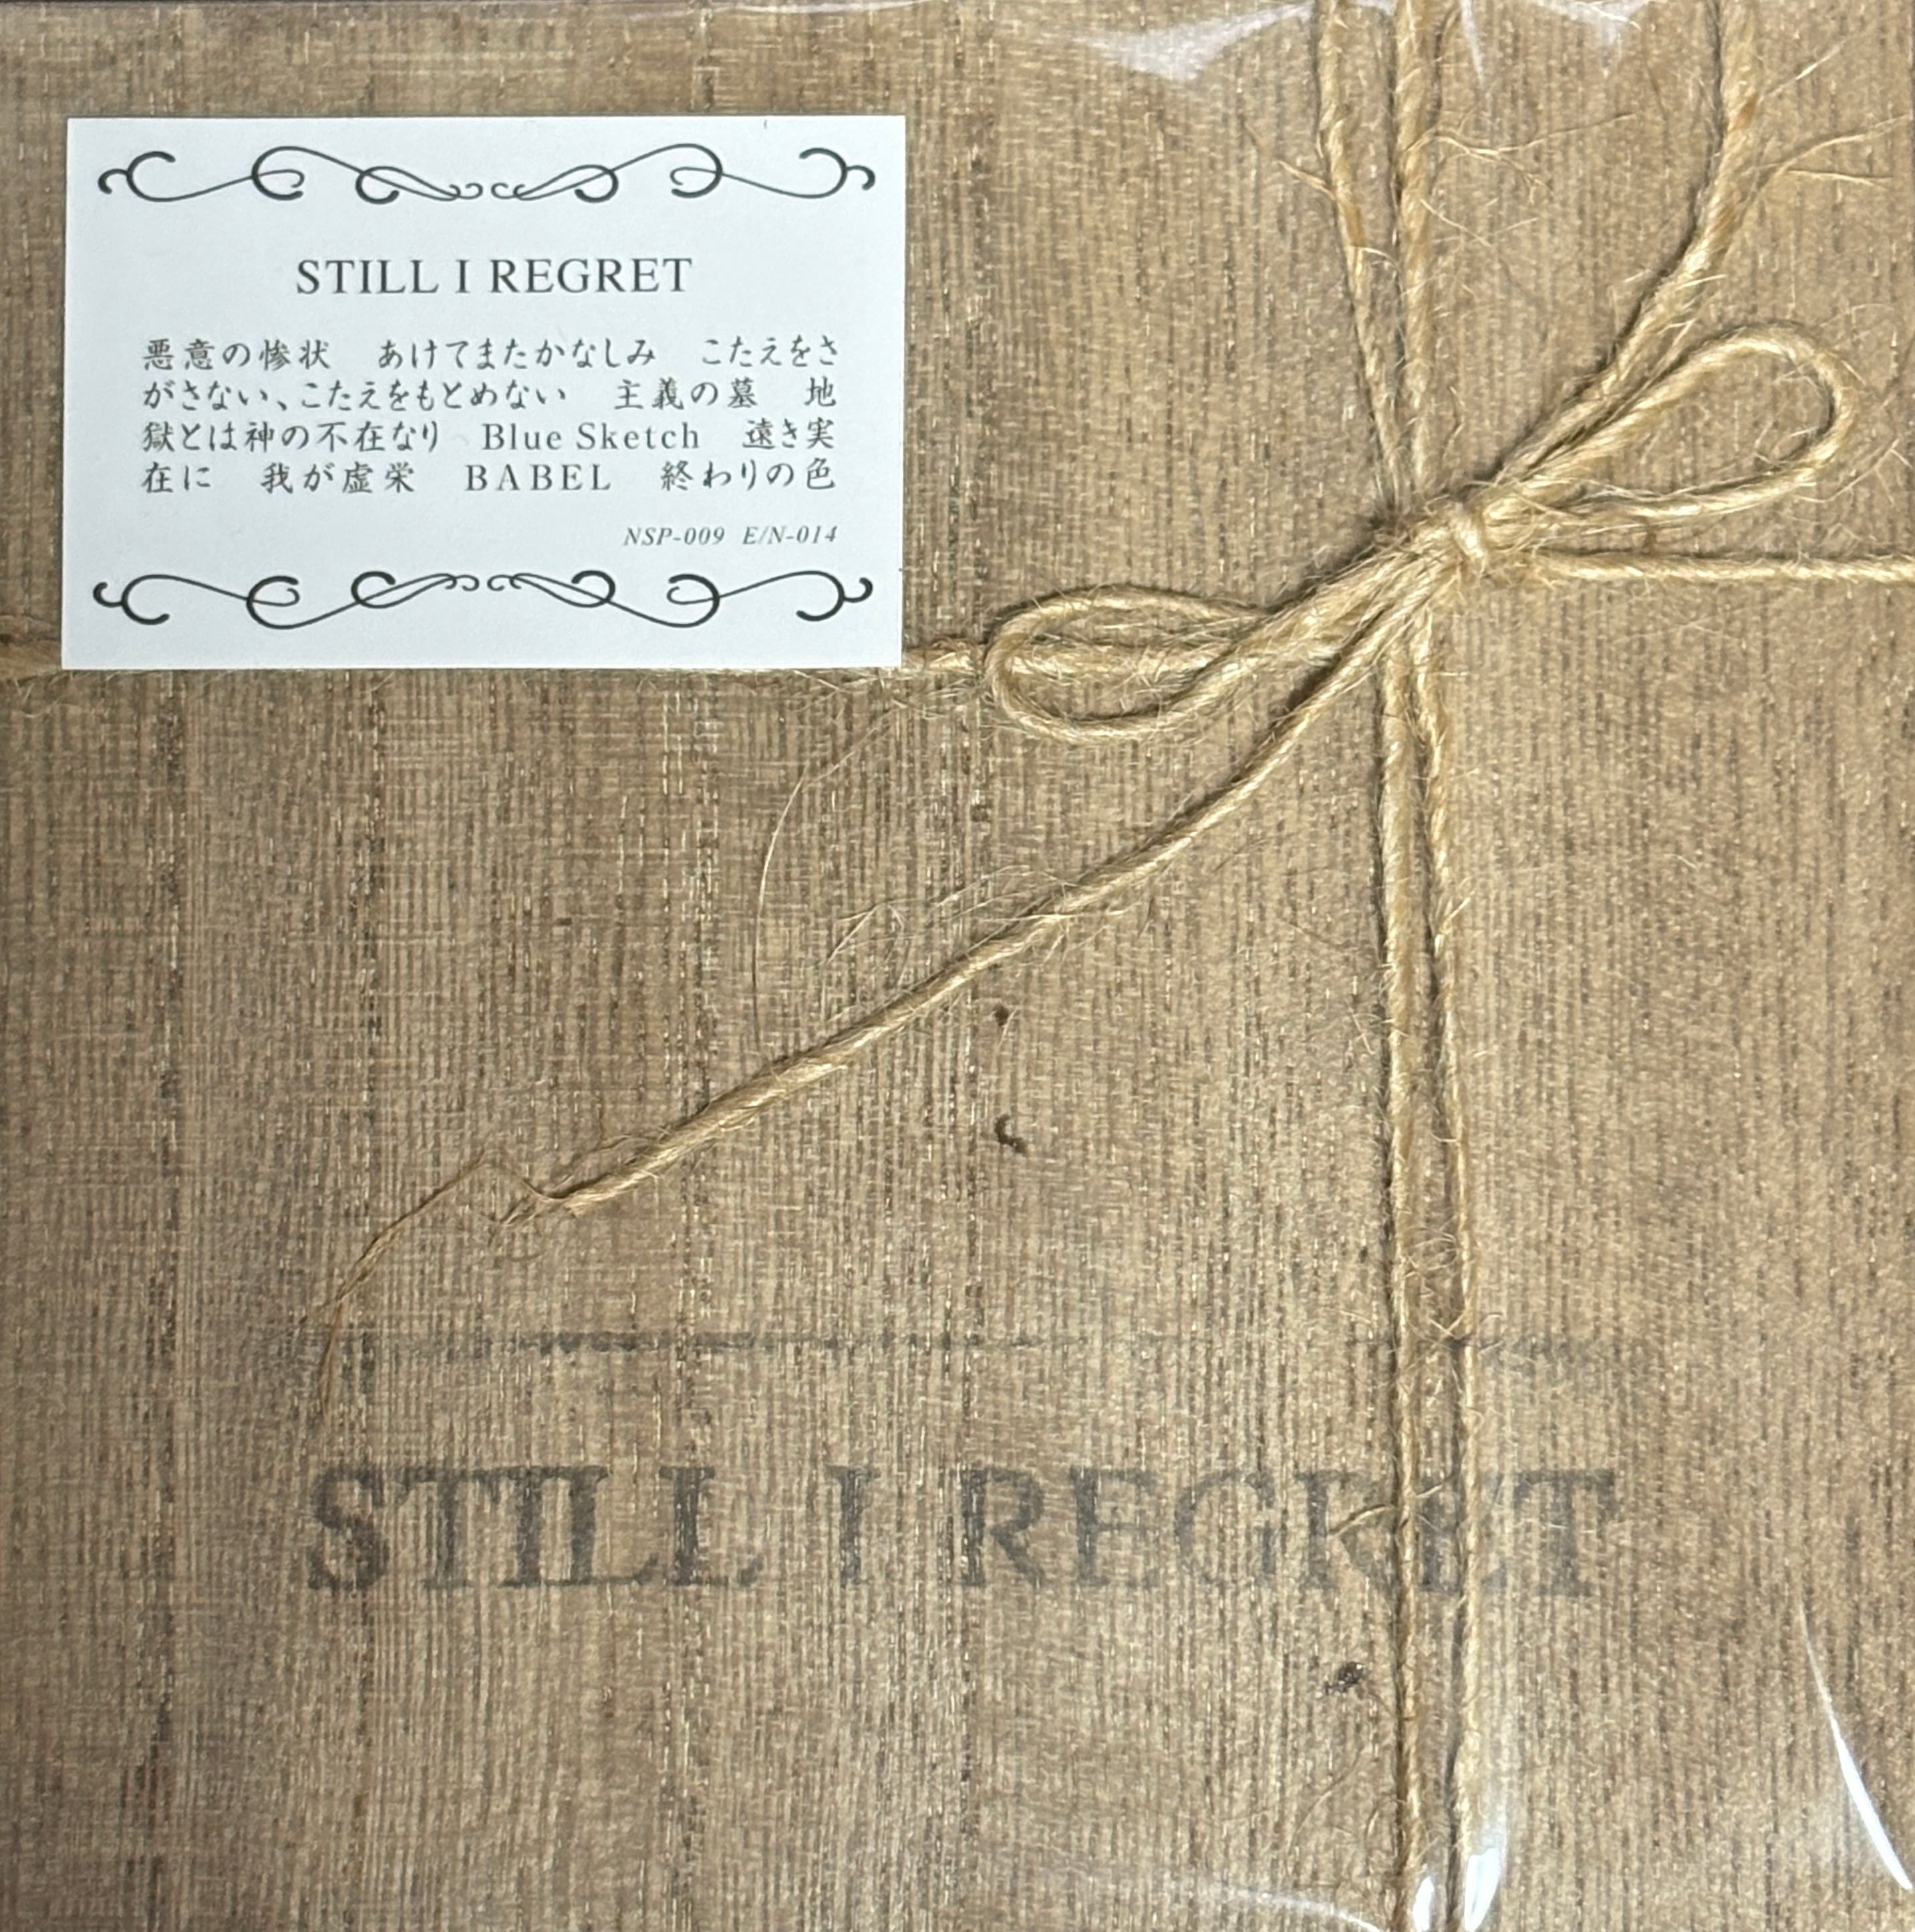 STILL I REGRET
悪意の惨状　あけてまたかなしみ　こたえをさ
がさない、こたえをもとめない　主義の墓　地
獄とは神の不在なり　Blue Sketch　遠き実
在に　我が虚栄　BABEL　終わりの色
NSP-009 E/N-014
STILL I REGRET